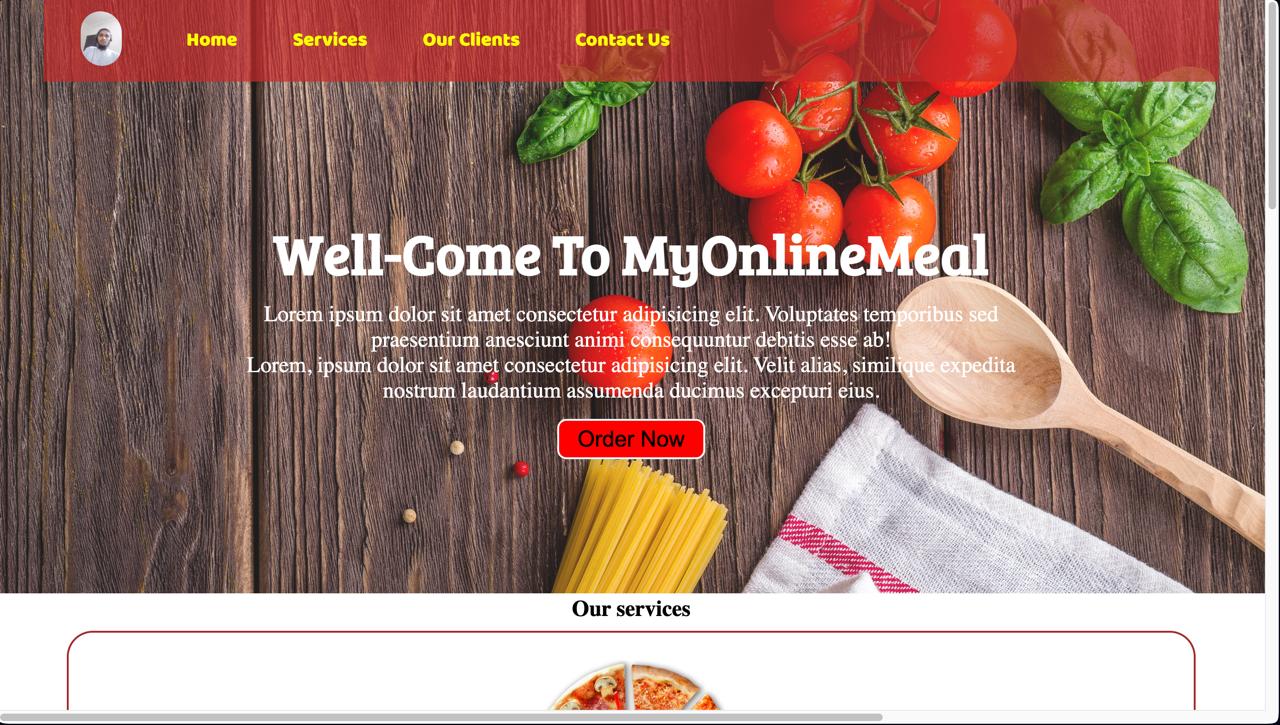 Home Services Our Clients Contact Us
Well-Come To MyOnlineMeal
Lorem ipsum dolor sit amet consectetur adipisicing elit. Voluptates temporibus sed
praesentium anesciunt animi consequuntur debitis esse ab!
Lorem, ipsum dolor sit amet consectetur adipisicing elit. Velit alias, similique expedita
nostrum laudantium assumenda ducimus excepturi eius.
Order Now
Our services